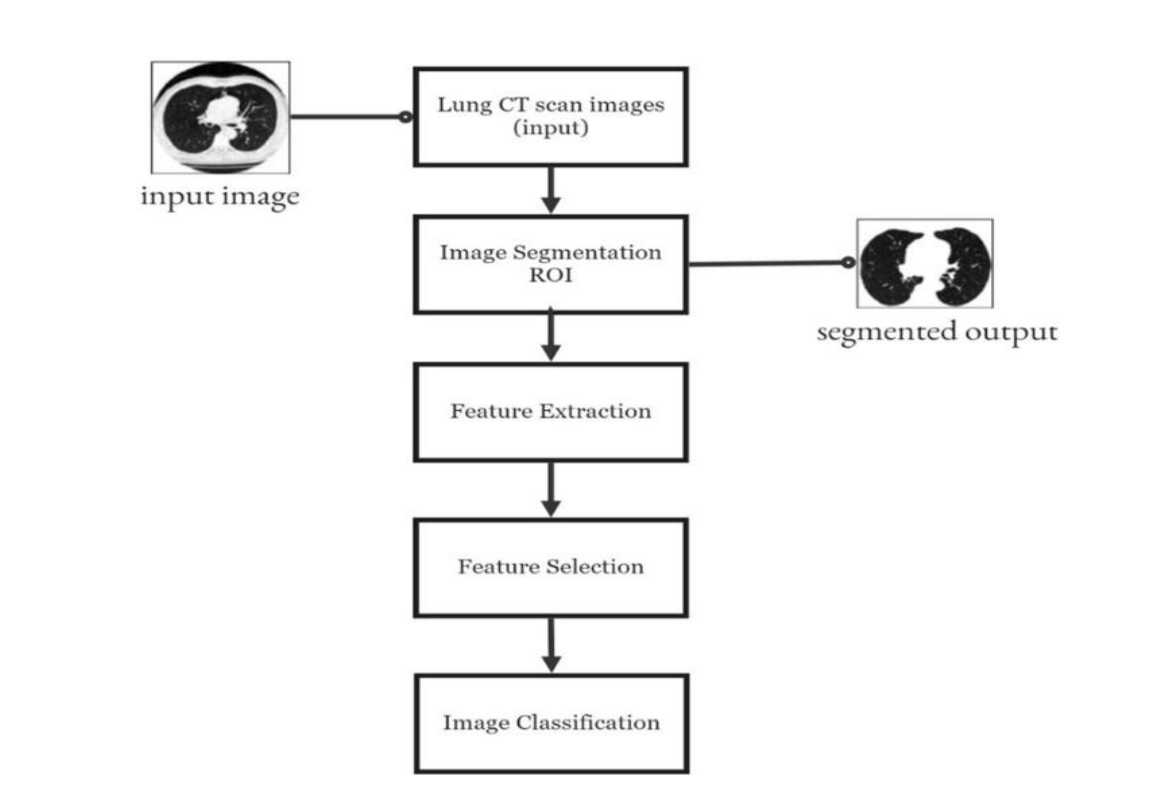 Lung CT scan images
(input)
input image
Image Segmentation
ROI
segmented output
Feature Extraction
Feature Selection
Image Classification